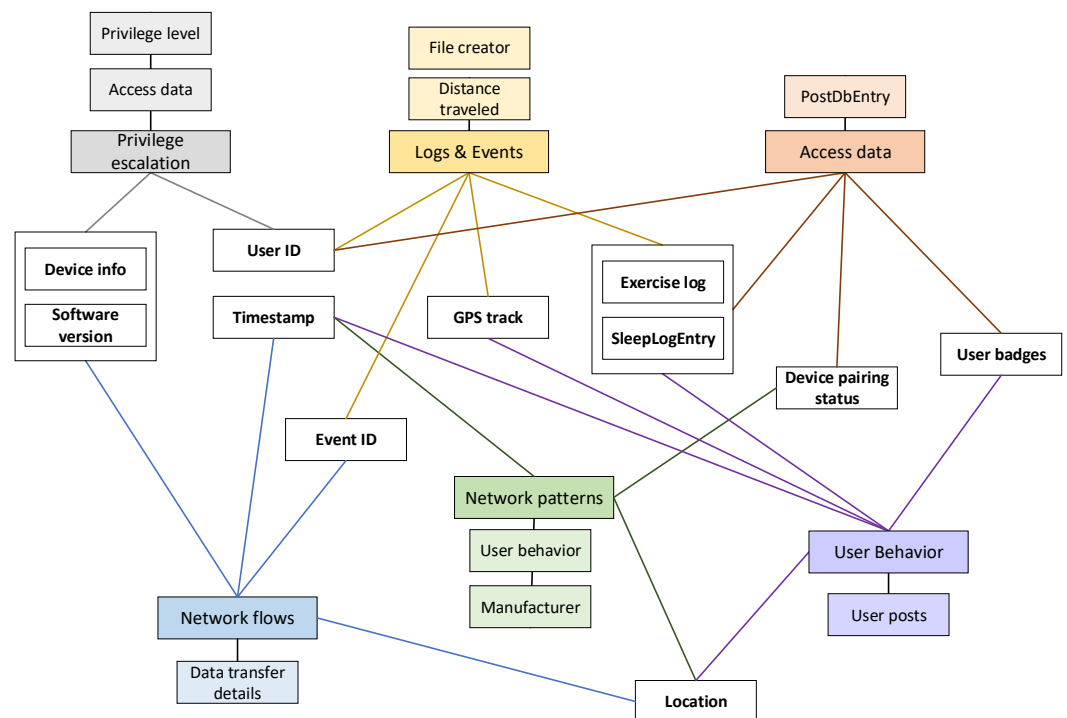 Privilege level
File creator
Access data
Distance
traveled
PostDbEntry
Privilege
escalation
Logs & Events
Access data
User ID
Device info
Exercise log
Software
version
Timestamp
GPS track
SleepLogEntry
User badges
Device pairing
status
Event ID
Network patterns
User behavior
User Behavior
Manufacturer
Network flows
User posts
Data transfer
details
Location